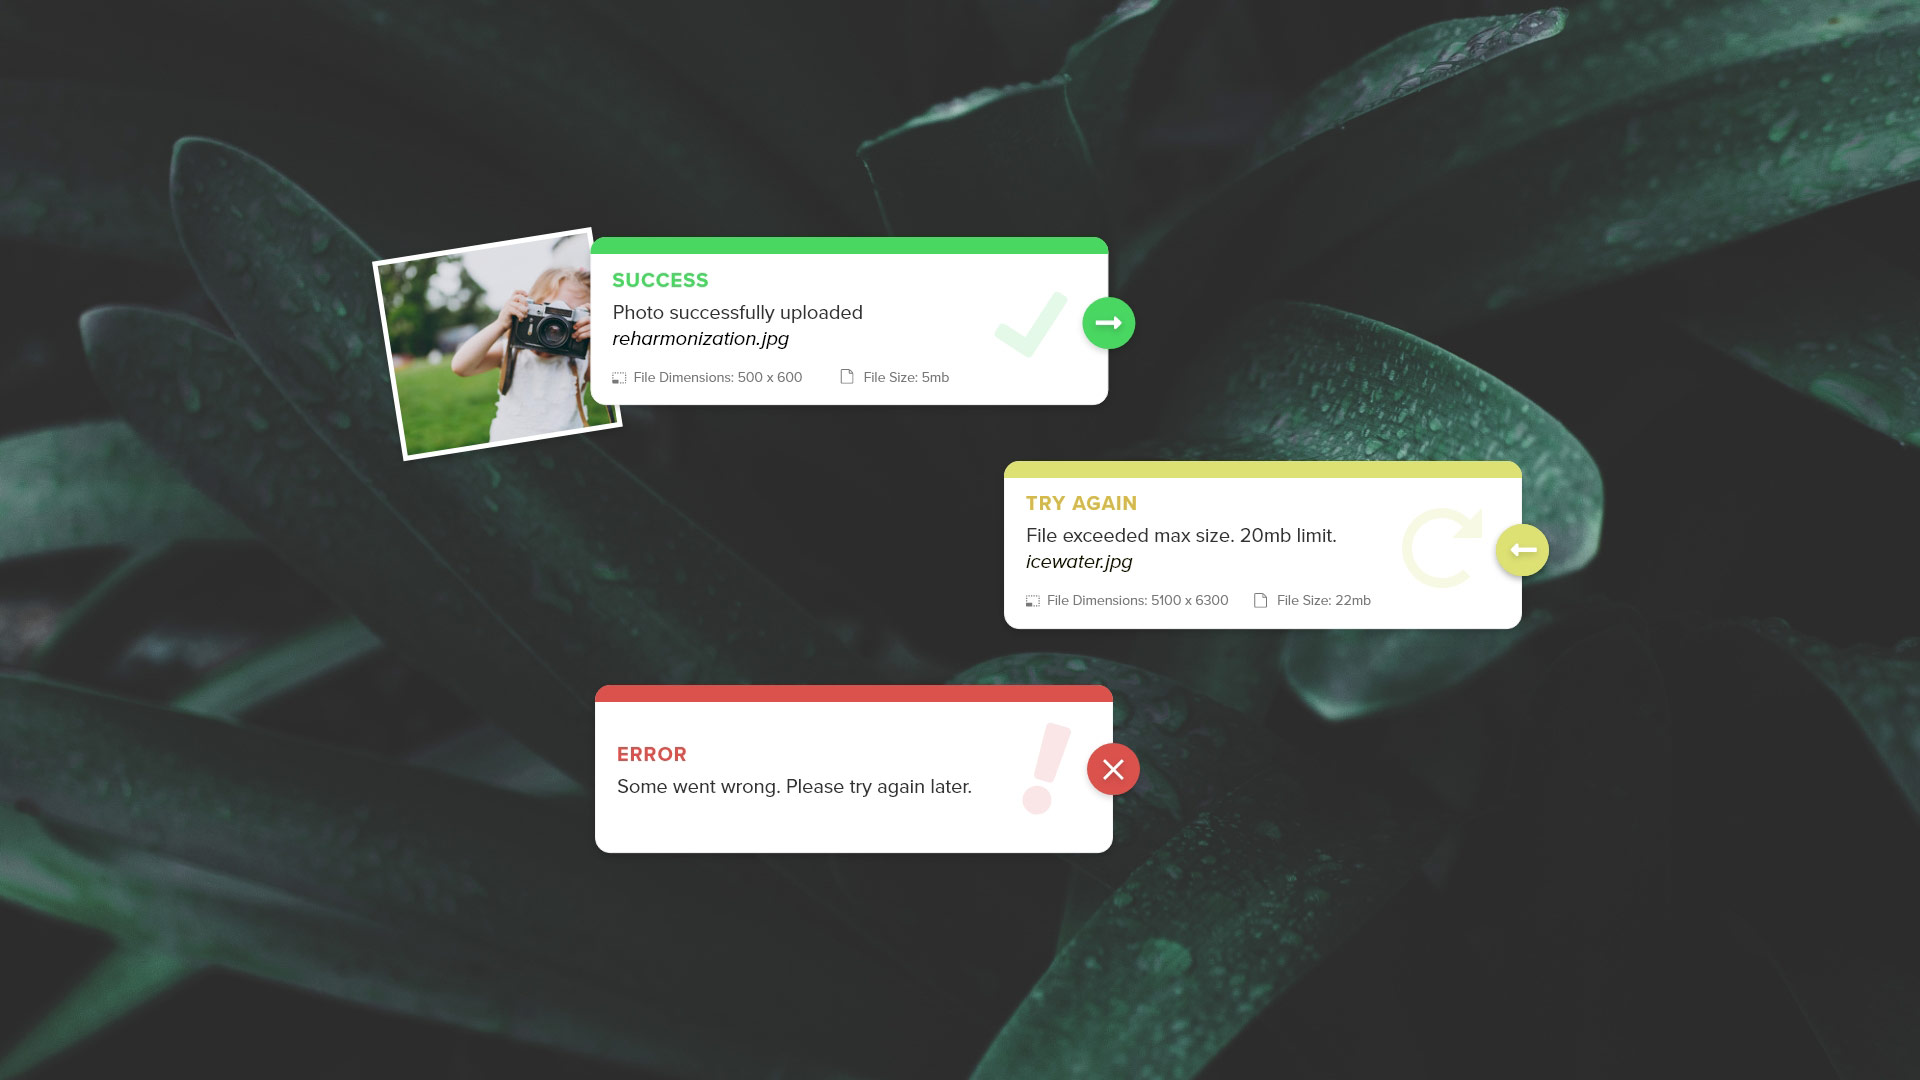 SUCCESS
Photo successfully uploaded
reharmonization.jpg
File Dimensions: 500 x 600 File Size: 5mb
TRY AGAIN
File exceeded max size. 20mb limit.
icewater.jpg
File Dimensions: 5100 x 6300 File Size: 22mb
ERROR
Some went wrong. Please try again later.